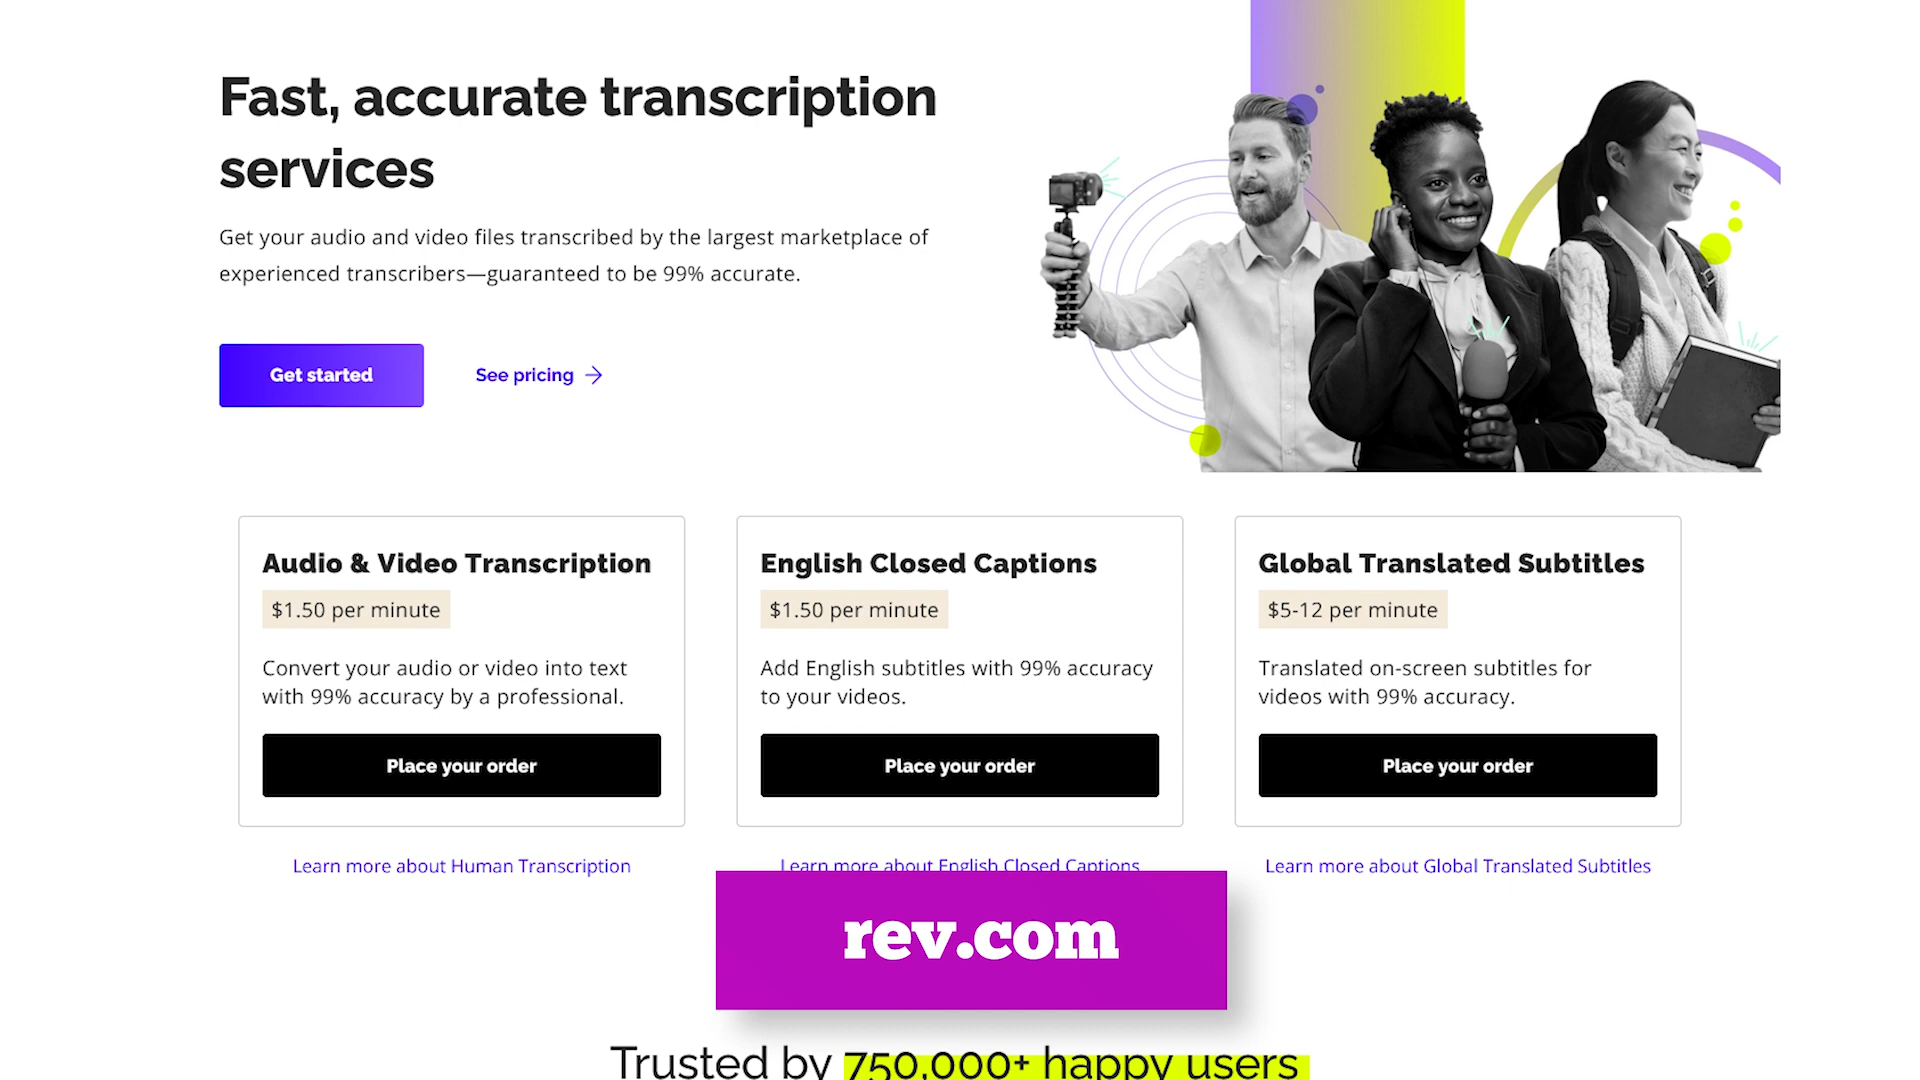 Fast, accurate transcription
services
Get your audio and video files transcribed by the largest marketplace of
experienced transcribers—guaranteed to be 99% accurate.
Get started
See pricing
Audio & Video Transcription
$1.50 per minute
Convert your audio or video into text
with 99% accuracy by a professional.
Place your order
Learn more about Human Transcription
English Closed Captions
$1.50 per minute
Add English subtitles with 99% accuracy
to your videos.
Place your order
Learn more about English Closed Captions
Global Translated Subtitles
$5-12 per minute
Translated on-screen subtitles for
videos with 99% accuracy.
Place your order
Learn more about Global Translated Subtitles
rev.com
Trusted by 750,000+ happy users